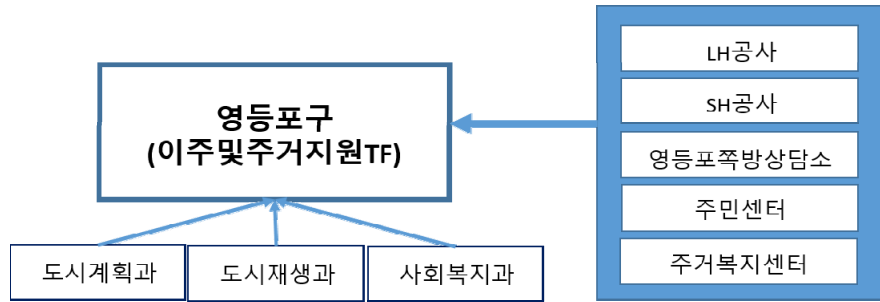 영등포구
(이주및주거지원TF)
도시계획과
도시재생과
사회복지과
LH공사
SH공사
영등포쪽방상담소
주민센터
주거복지센터